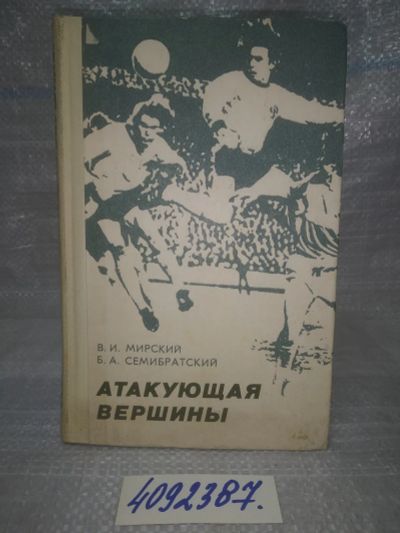 В. И. МИРСКИЙ
Б. А. СЕМИБРАТСКИЙ
АТАКУЮЩАЯ
ВЕРШИНЫ
4092387.